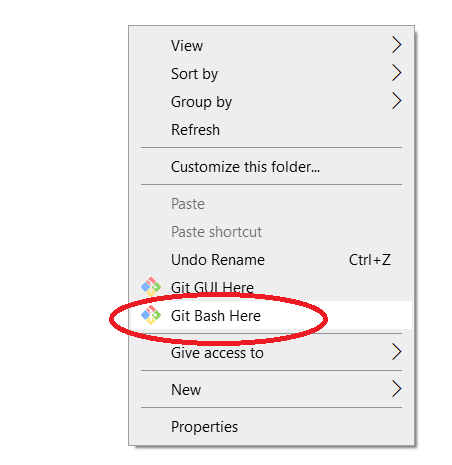 View
Sort by
Group by
Refresh
Customize this folder...
Paste
Paste shortcut
Undo Rename Ctrl+Z
Git GUI Here
Git Bash Here
Give access to
New
Properties